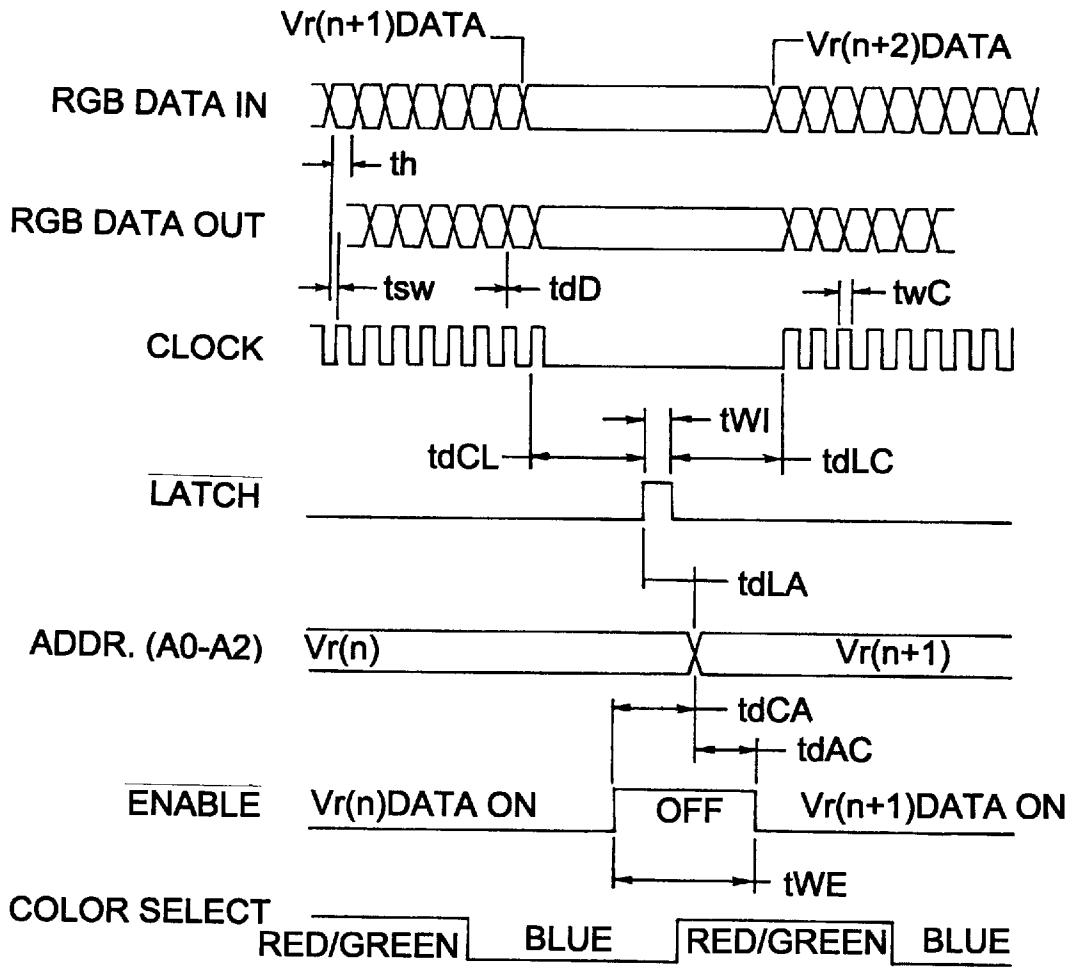 Vr(n+1)DATA
Vr(n+2)DATA
RGB DATA IN
th
RGB DATA OUT
tsw
tdD
twC
CLOCK
tWI
tdCL
tdLC
LATCH
tdLA
ADDR. (A0-A2)
Vr(n)
Vr(n+1)
tdCA
tdAC
ENABLE
Vr(n)DATA ON
OFF
Vr(n+1)DATA ON
tWE
COLOR SELECT
RED/GREEN
BLUE
RED/GREEN
BLUE